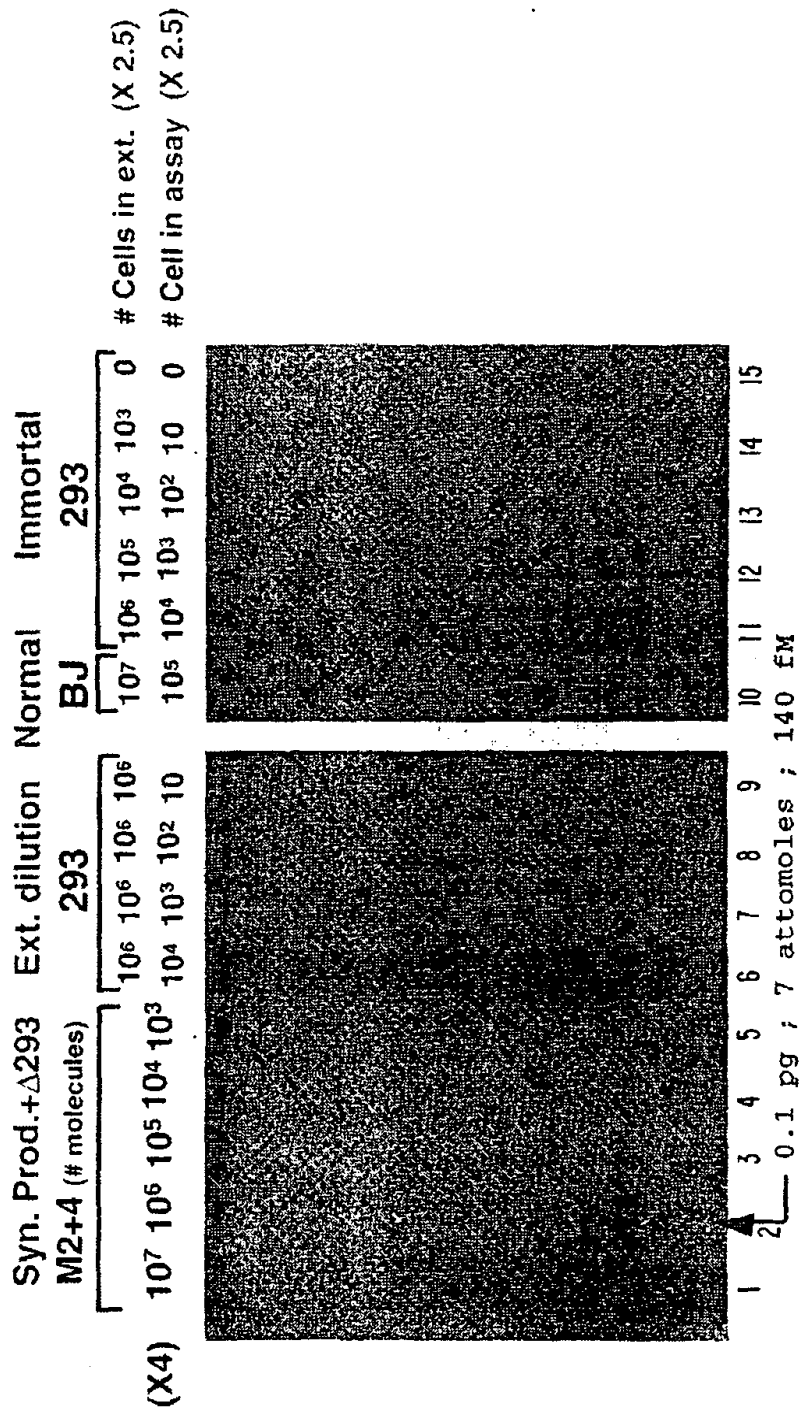 Syn. Prod.+Δ293 Ext. dilution Normal Immortal
M2+4 (# molecules) 293 BJ 293
10⁶ 10⁶ 10⁶ 10⁶ 10⁷ 10⁶ 10⁵ 10⁴ 10³ 0 # Cells in ext. (X 2.5)
(X4) 10⁷ 10⁶ 10⁵ 10⁴ 10³ 10⁴ 10³ 10² 10 10⁵ 10⁴ 10³ 10² 10 0 # Cell in assay (X 2.5)
1 2 3 4 5 6 7 8 9 10 11 12 13 14 15
0.1 pg ; 7 attomoles ; 140 fM